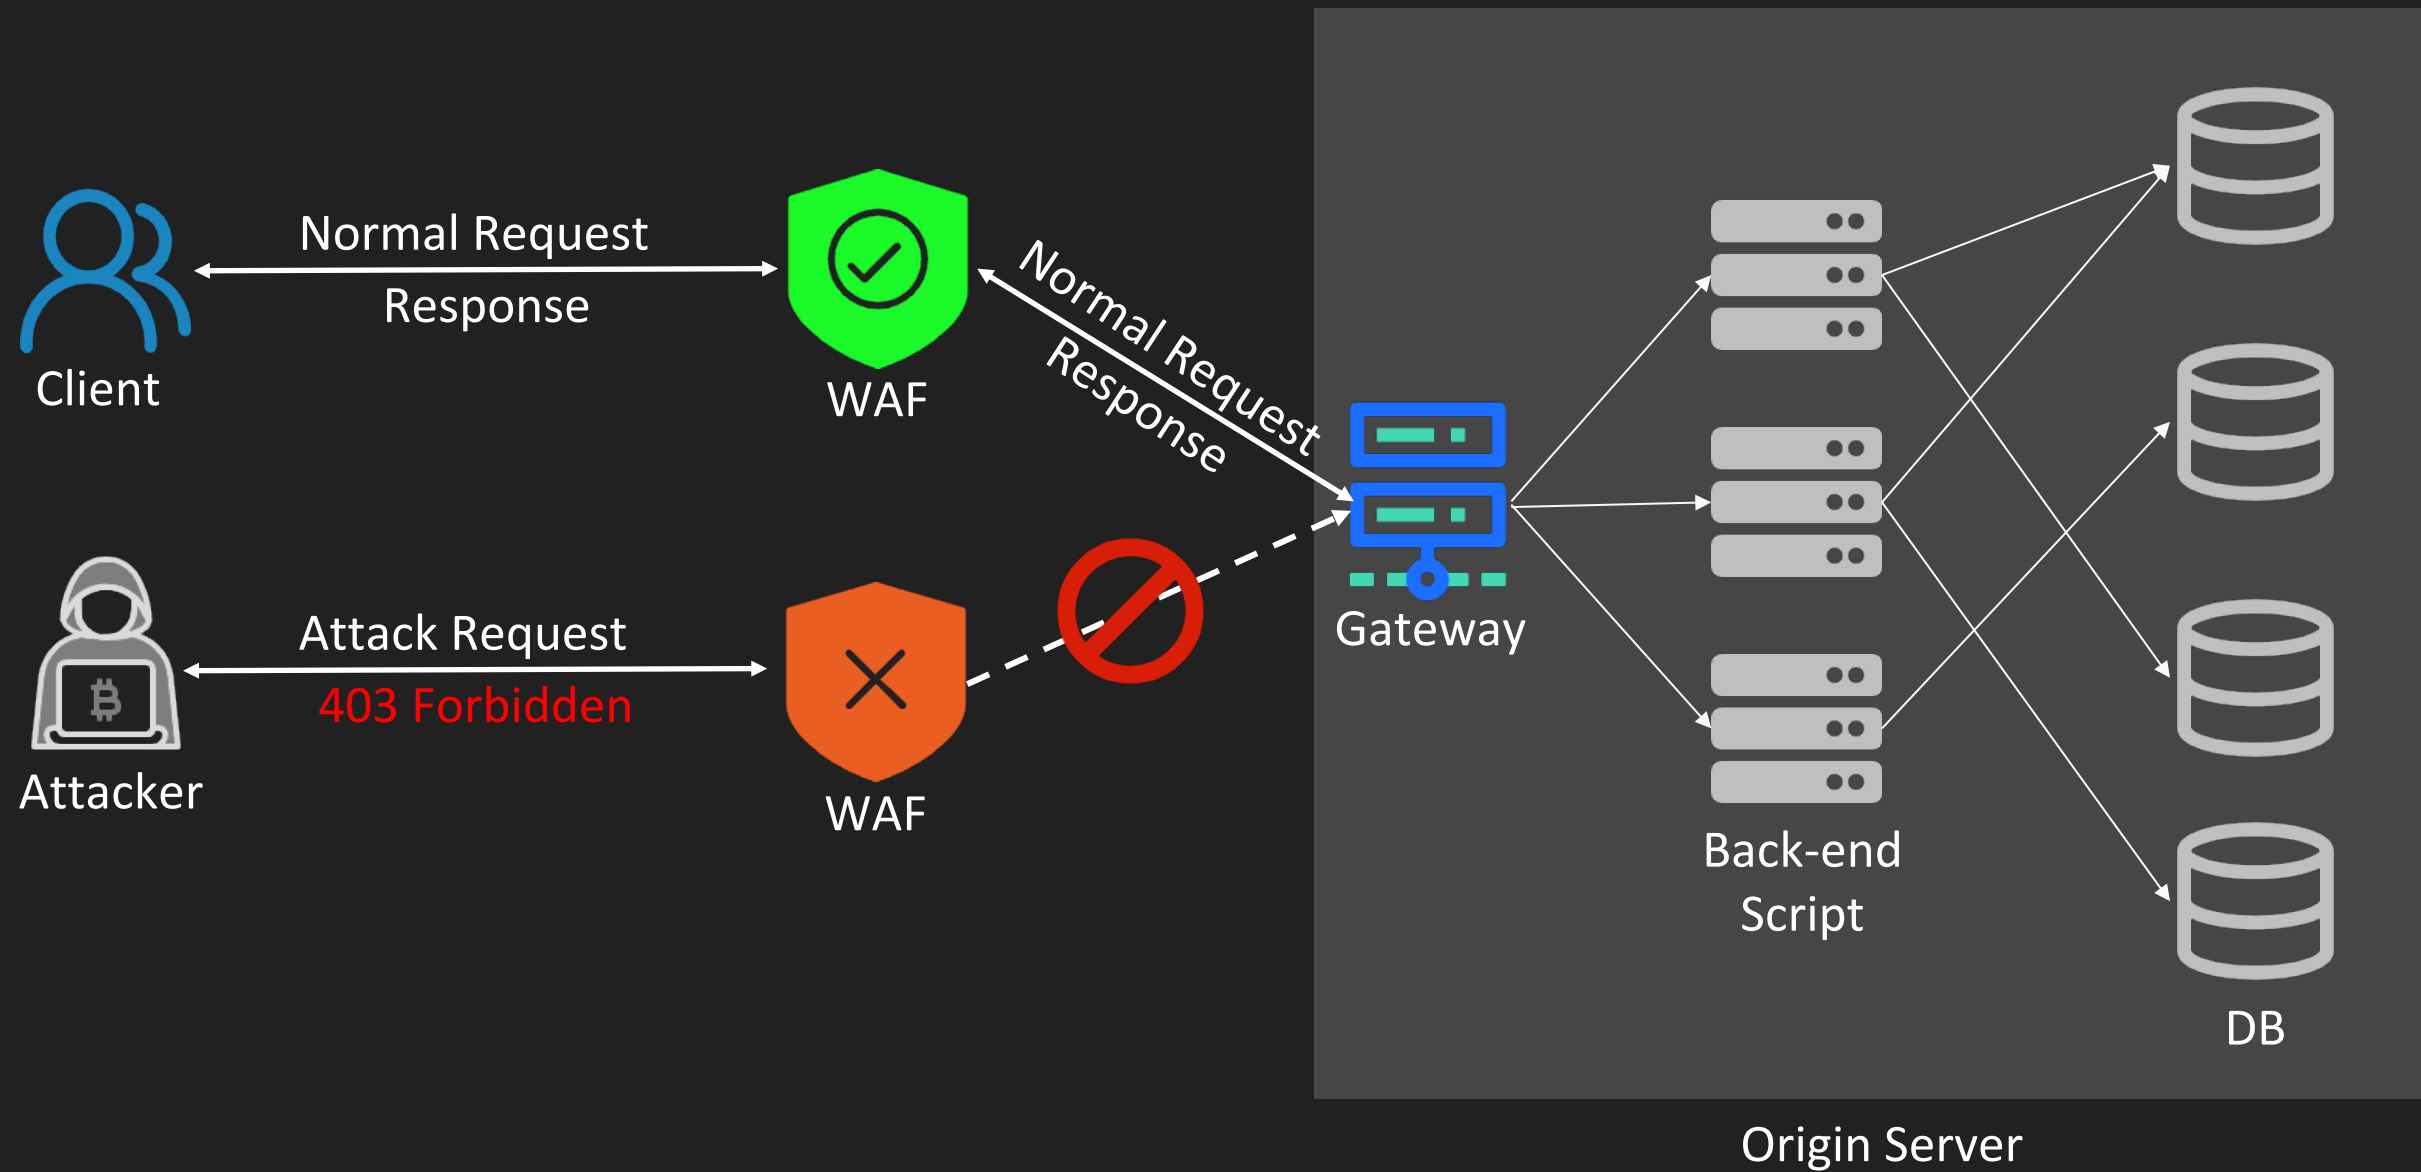 Normal Request
Response
Client
WAF
Normal Request
Response
Attack Request
403 Forbidden
Attacker
WAF
Gateway
Back-end
Script
DB
Origin Server